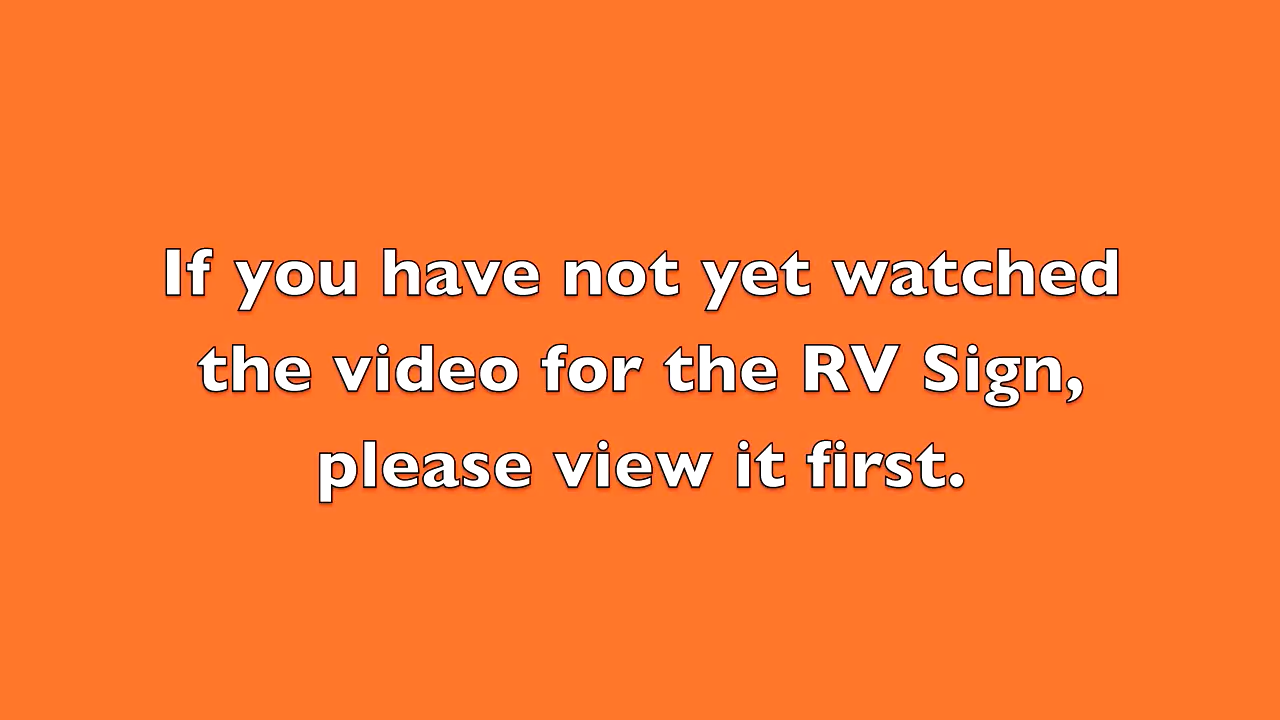 If you have not yet watched
the video for the RV Sign,
please view it first.